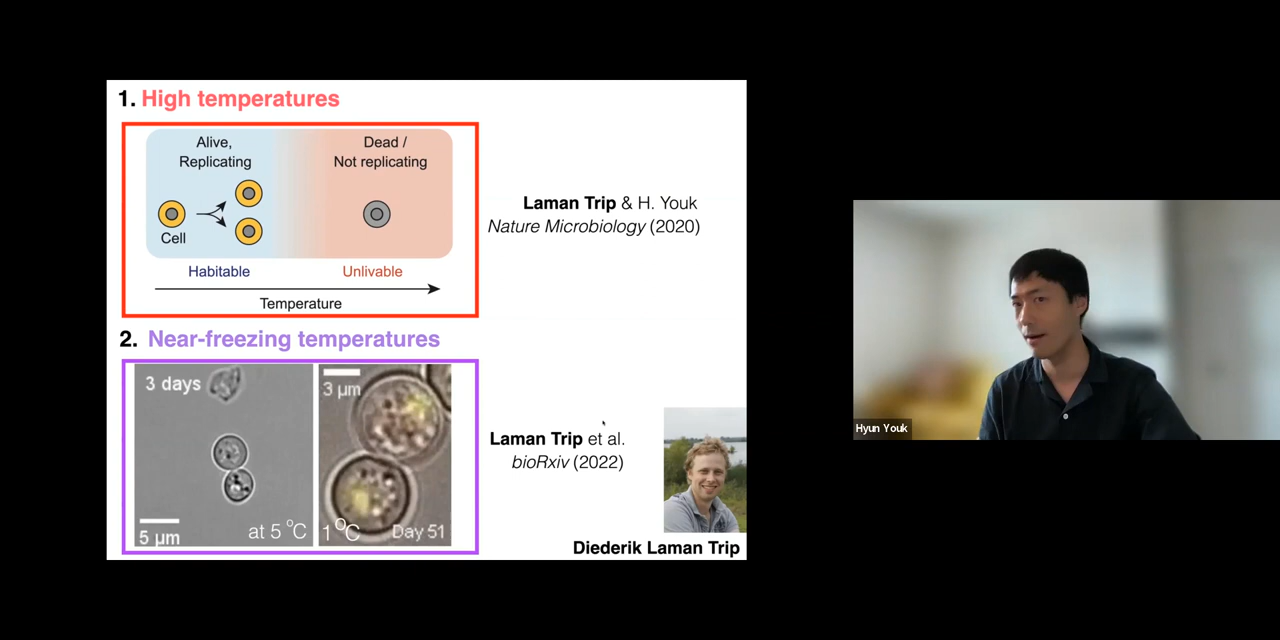 1. High temperatures
Alive,
Replicating
Dead /
Not replicating
Cell
Habitable
Unlivable
Temperature
Laman Trip & H. Youk
Nature Microbiology (2020)
2. Near-freezing temperatures
3 days
5 μm
at 5 °C
3 μm
1°C
Day 51
Laman Trip et al.
bioRxiv (2022)
Diederik Laman Trip
Hyun Youk